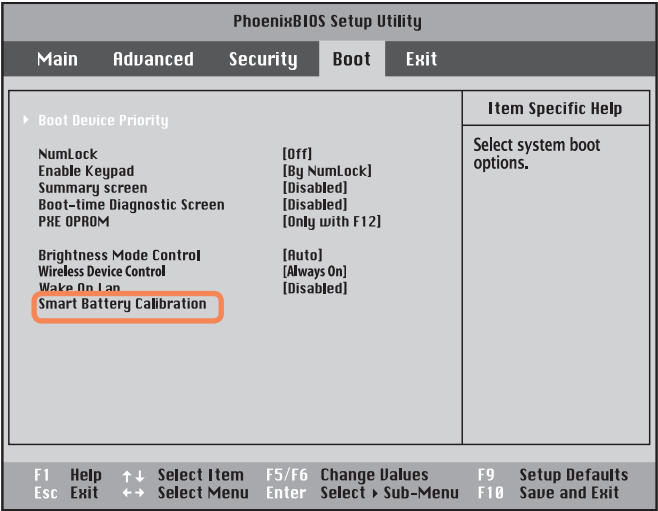 PhoenixBIOS Setup Utility
Main Advanced Security Boot Exit
Item Specific Help
▸ Boot Device Priority
Select system boot
options.
NumLock [Off]
Enable Keypad [By NumLock]
Summary screen [Disabled]
Boot-time Diagnostic Screen [Disabled]
PXE OPROM [Only with F12]
Brightness Mode Control [Auto]
Wireless Device Control [Always On]
Wake On Lan [Disabled]
Smart Battery Calibration
F1 Help ↑↓ Select Item F5/F6 Change Values F9 Setup Defaults
Esc Exit ←→ Select Menu Enter Select ▸ Sub-Menu F10 Save and Exit